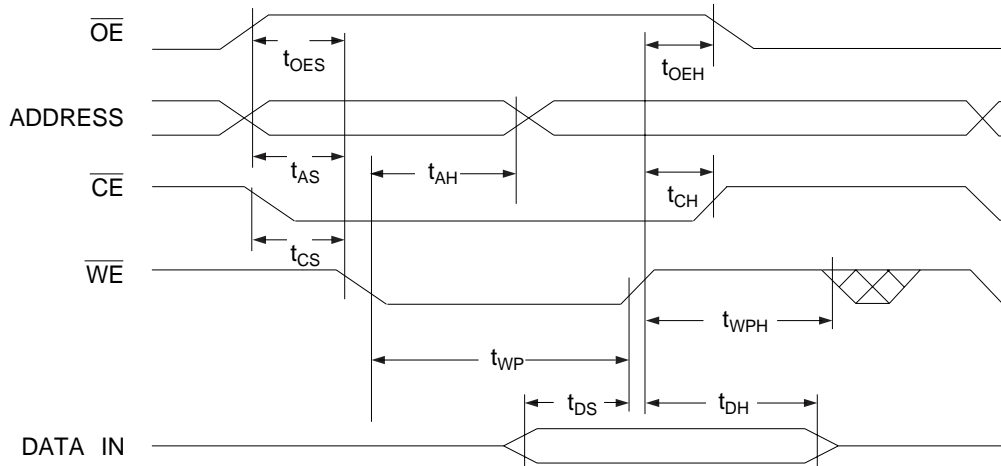 OE
tOES
tOEH
ADDRESS
tAS
tAH
CE
tCH
tCS
WE
tWPH
tWP
tDS
tDH
DATA IN